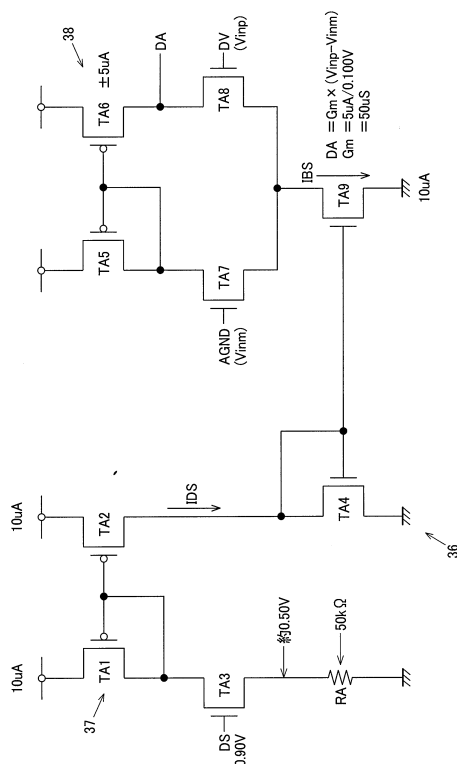 10uA
TA1
37
DS
0.90V
TA3
約0.50V
50kΩ
RA
10uA
TA2
IDS
TA4
36
38
±5uA
TA5
TA6
DA
AGND
(Vinm)
TA7
TA8
DV
(Vinp)
IBS
TA9
10uA
DA =Gm×(Vinp-Vinm)
Gm =5uA/0.100V
=50uS